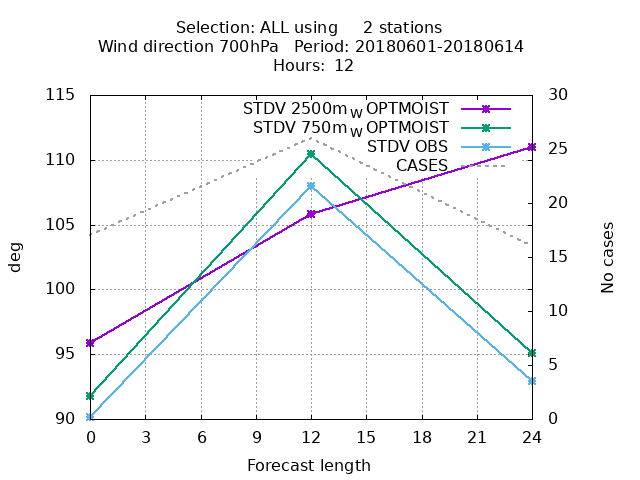 Selection: ALL using 2 stations
Wind direction 700hPa Period: 20180601-20180614
Hours: 12
115 30
STDV 2500m_W OPTMOIST
STDV 750m_W OPTMOIST
25
STDV OBS
110
CASES
20
105
15
deg
No cases
100
10
95
5
90 0
0 3 6 9 12 15 18 21 24
Forecast length